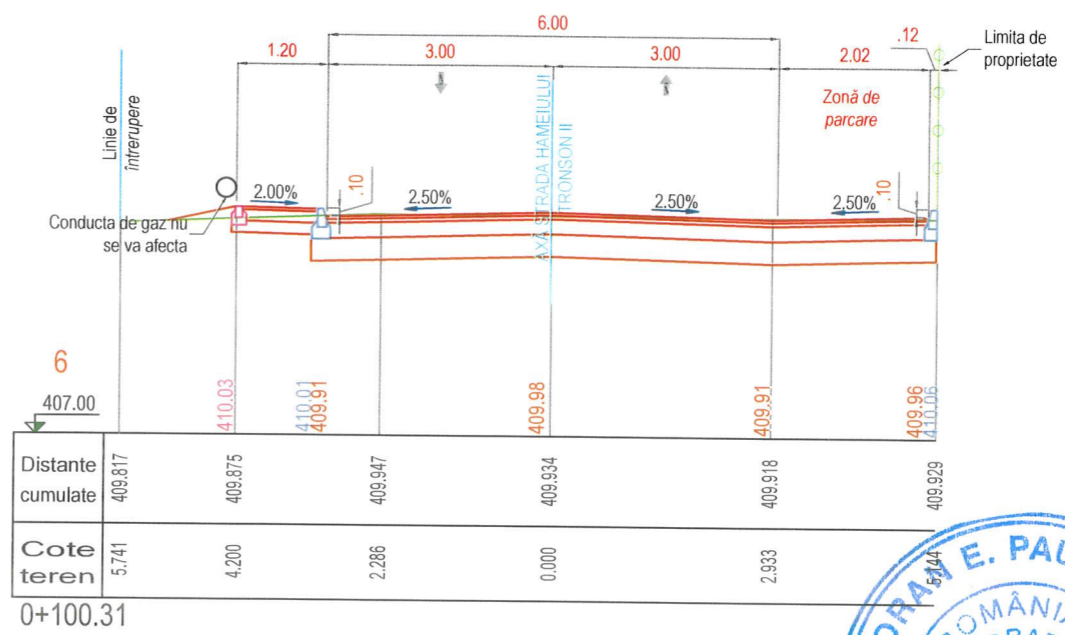 6.00
.12
Limita de
proprietate
1.20
3.00
3.00
2.02
Zonă de
parcare
Linie de
întrerupere
AXA STRADA HAMEIULUI
TRONSON II
.10
.10
2.00%
2.50%
2.50%
2.50%
Conducta de gaz nu
se va afecta
6
407.00
410.03
410.01
409.91
409.98
409.91
409.96
410.06
Distante
cumulate
409.817
409.875
409.947
409.934
409.918
409.929
Cote
teren
5.741
4.200
2.286
0.000
2.933
5.144
0+100.31
E. PAU
ROMÂNIA